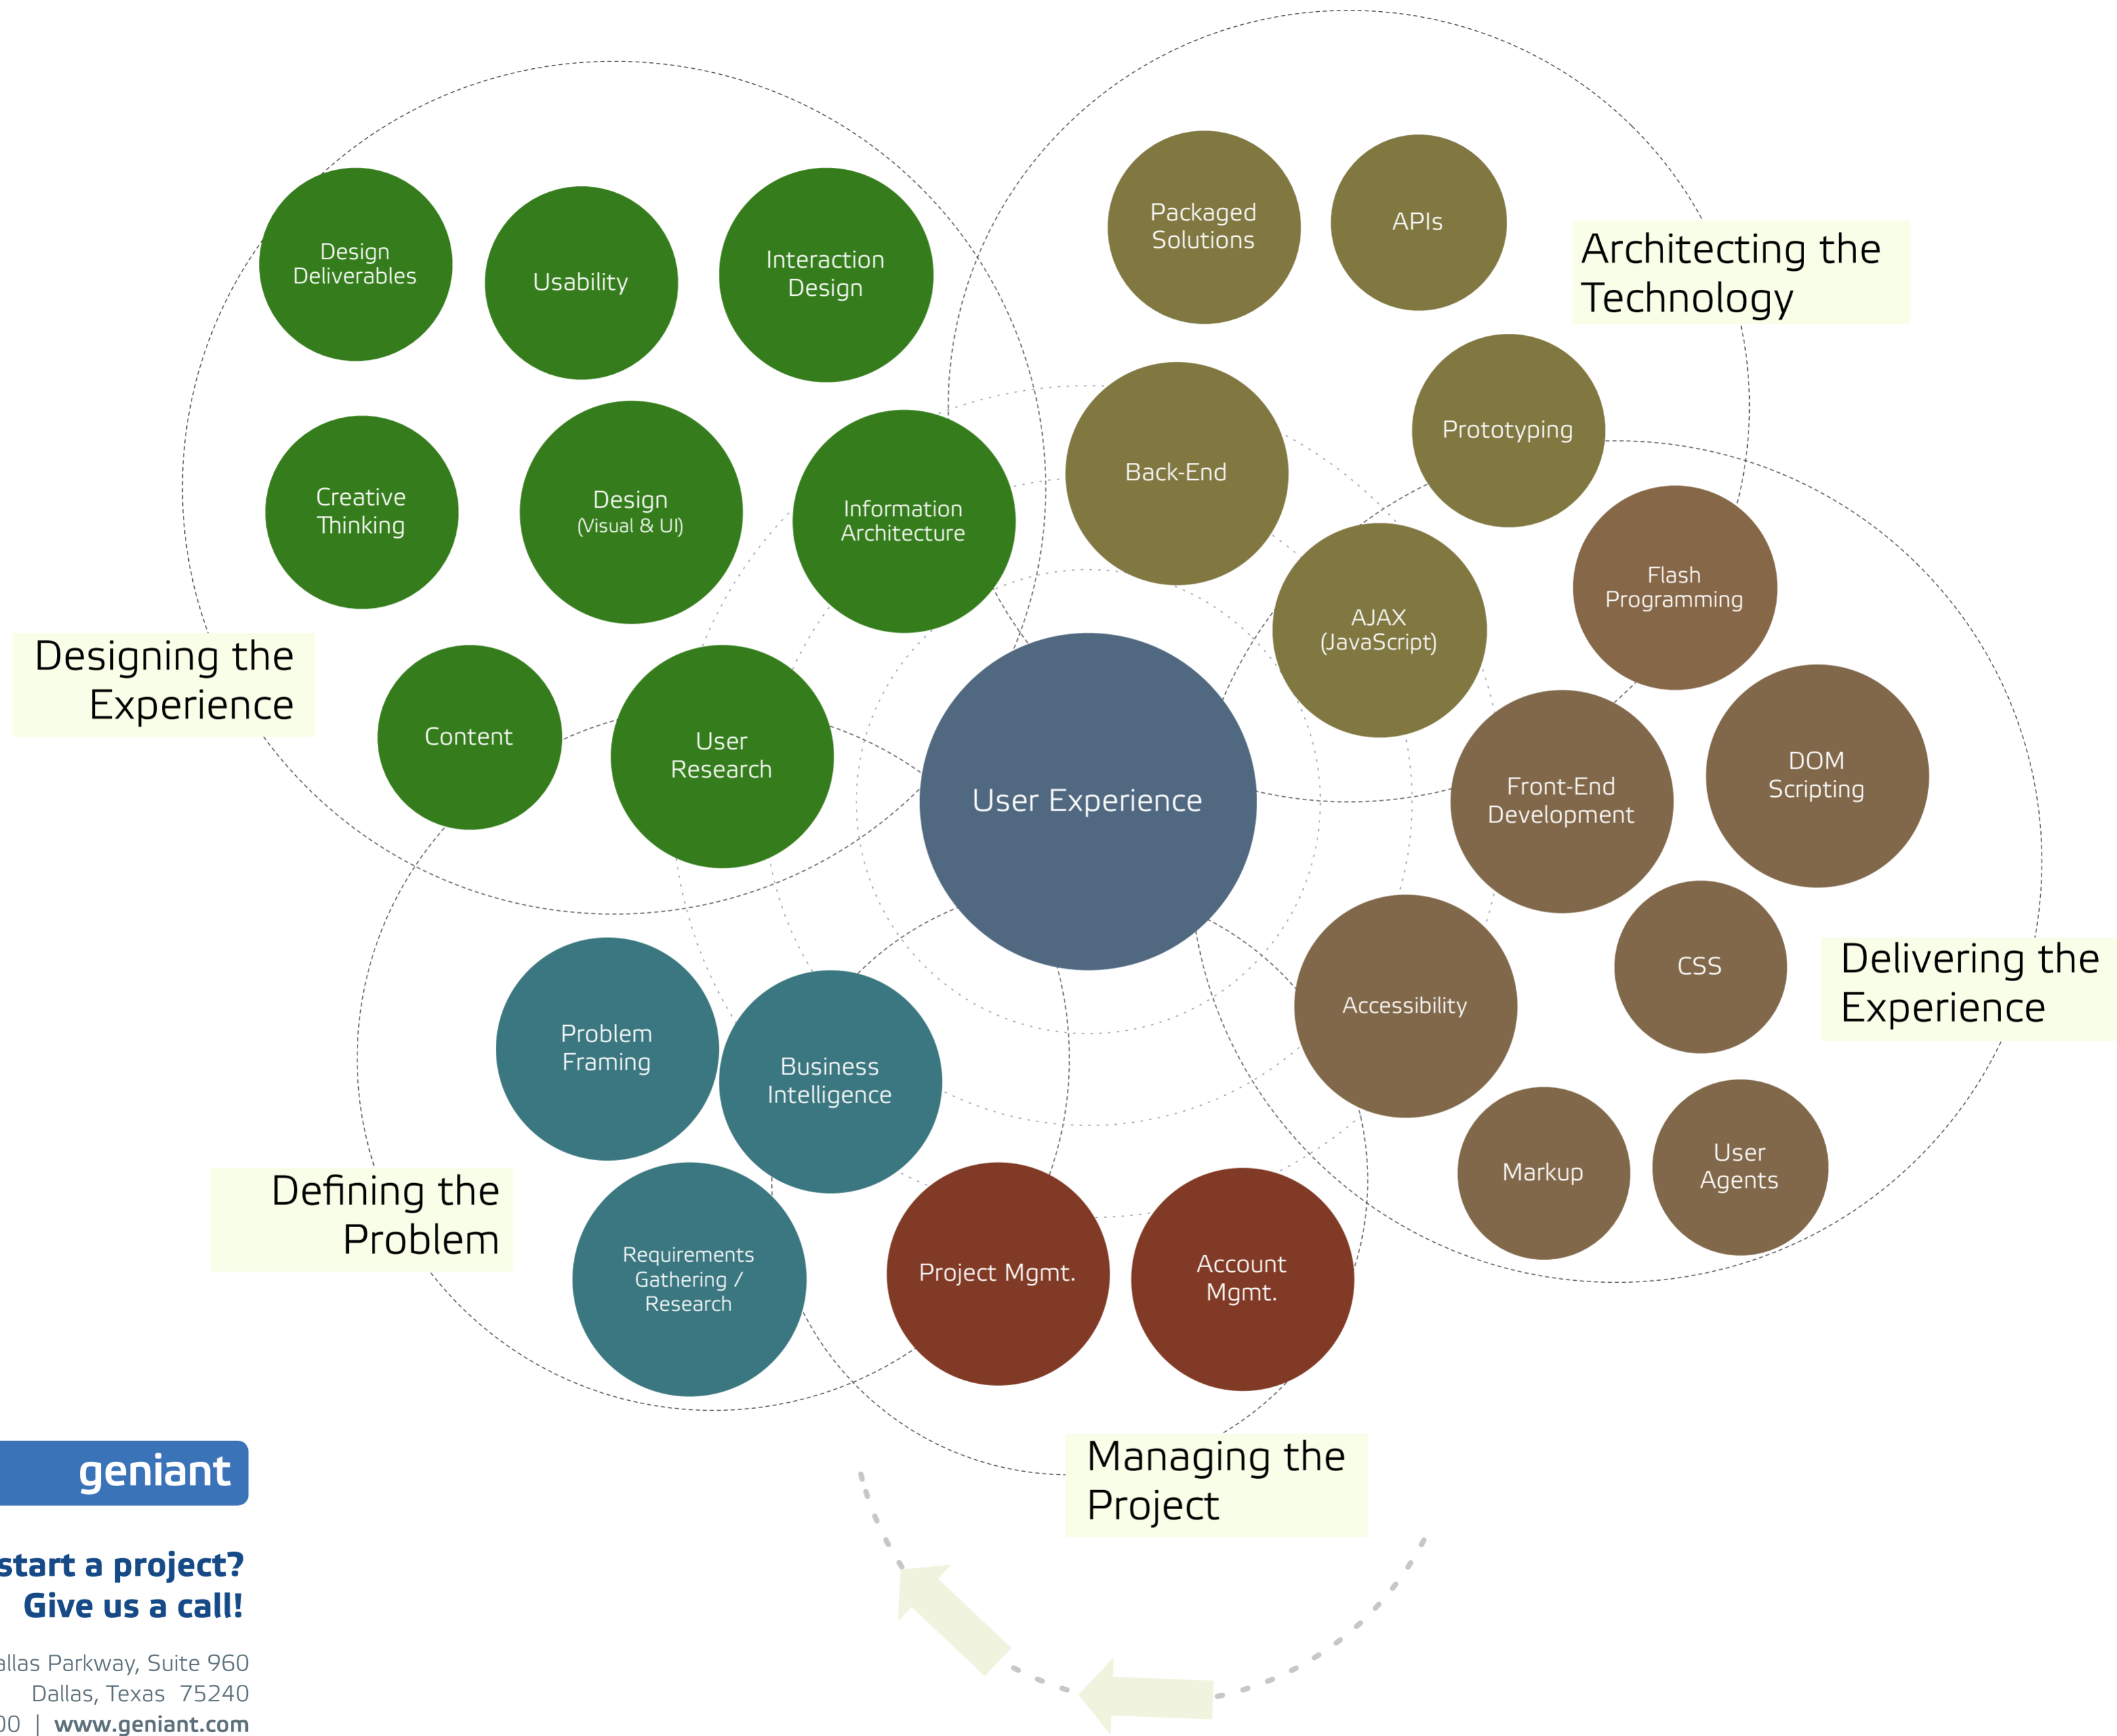 Design
Deliverables
Usability
Interaction
Design
Creative
Thinking
Design
(Visual & UI)
Information
Architecture
Content
User
Research
Designing the
Experience
Packaged
Solutions
APIs
Architecting the
Technology
Prototyping
Back-End
AJAX
(JavaScript)
Flash
Programming
User Experience
Front-End
Development
DOM
Scripting
CSS
Accessibility
Markup
User
Agents
Delivering the
Experience
Problem
Framing
Business
Intelligence
Requirements
Gathering /
Research
Defining the
Problem
Project Mgmt.
Account
Mgmt.
Managing the
Project
geniant
start a project?
Give us a call!
allas Parkway, Suite 960
Dallas, Texas 75240
00 | www.geniant.com